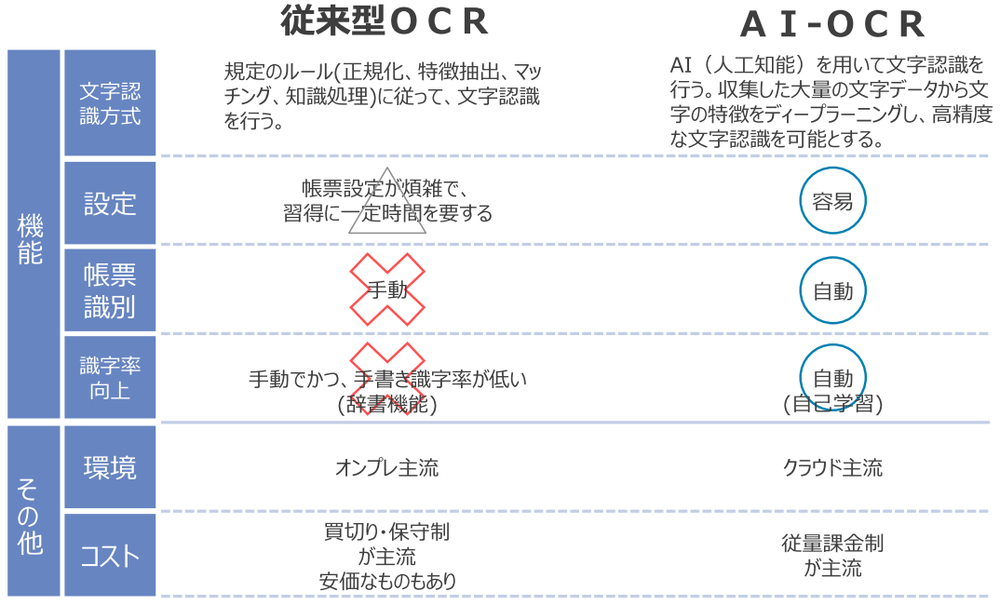 従来型ＯＣＲ
ＡＩ-ＯＣＲ
機能
文字認
識方式
規定のルール(正規化、特徴抽出、マッ
チング、知識処理)に従って、文字認識
を行う。
AI（人工知能）を用いて文字認識を
行う。収集した大量の文字データから文
字の特徴をディープラーニングし、高精度
な文字認識を可能とする。
設定
帳票設定が煩雑で、
習得に一定時間を要する
容易
帳票
識別
手動
自動
識字率
向上
手動でかつ、手書き識字率が低い
(辞書機能)
自動
(自己学習)
その他
環境
オンプレ主流
クラウド主流
コスト
買切り・保守制
が主流
安価なものもあり
従量課金制
が主流